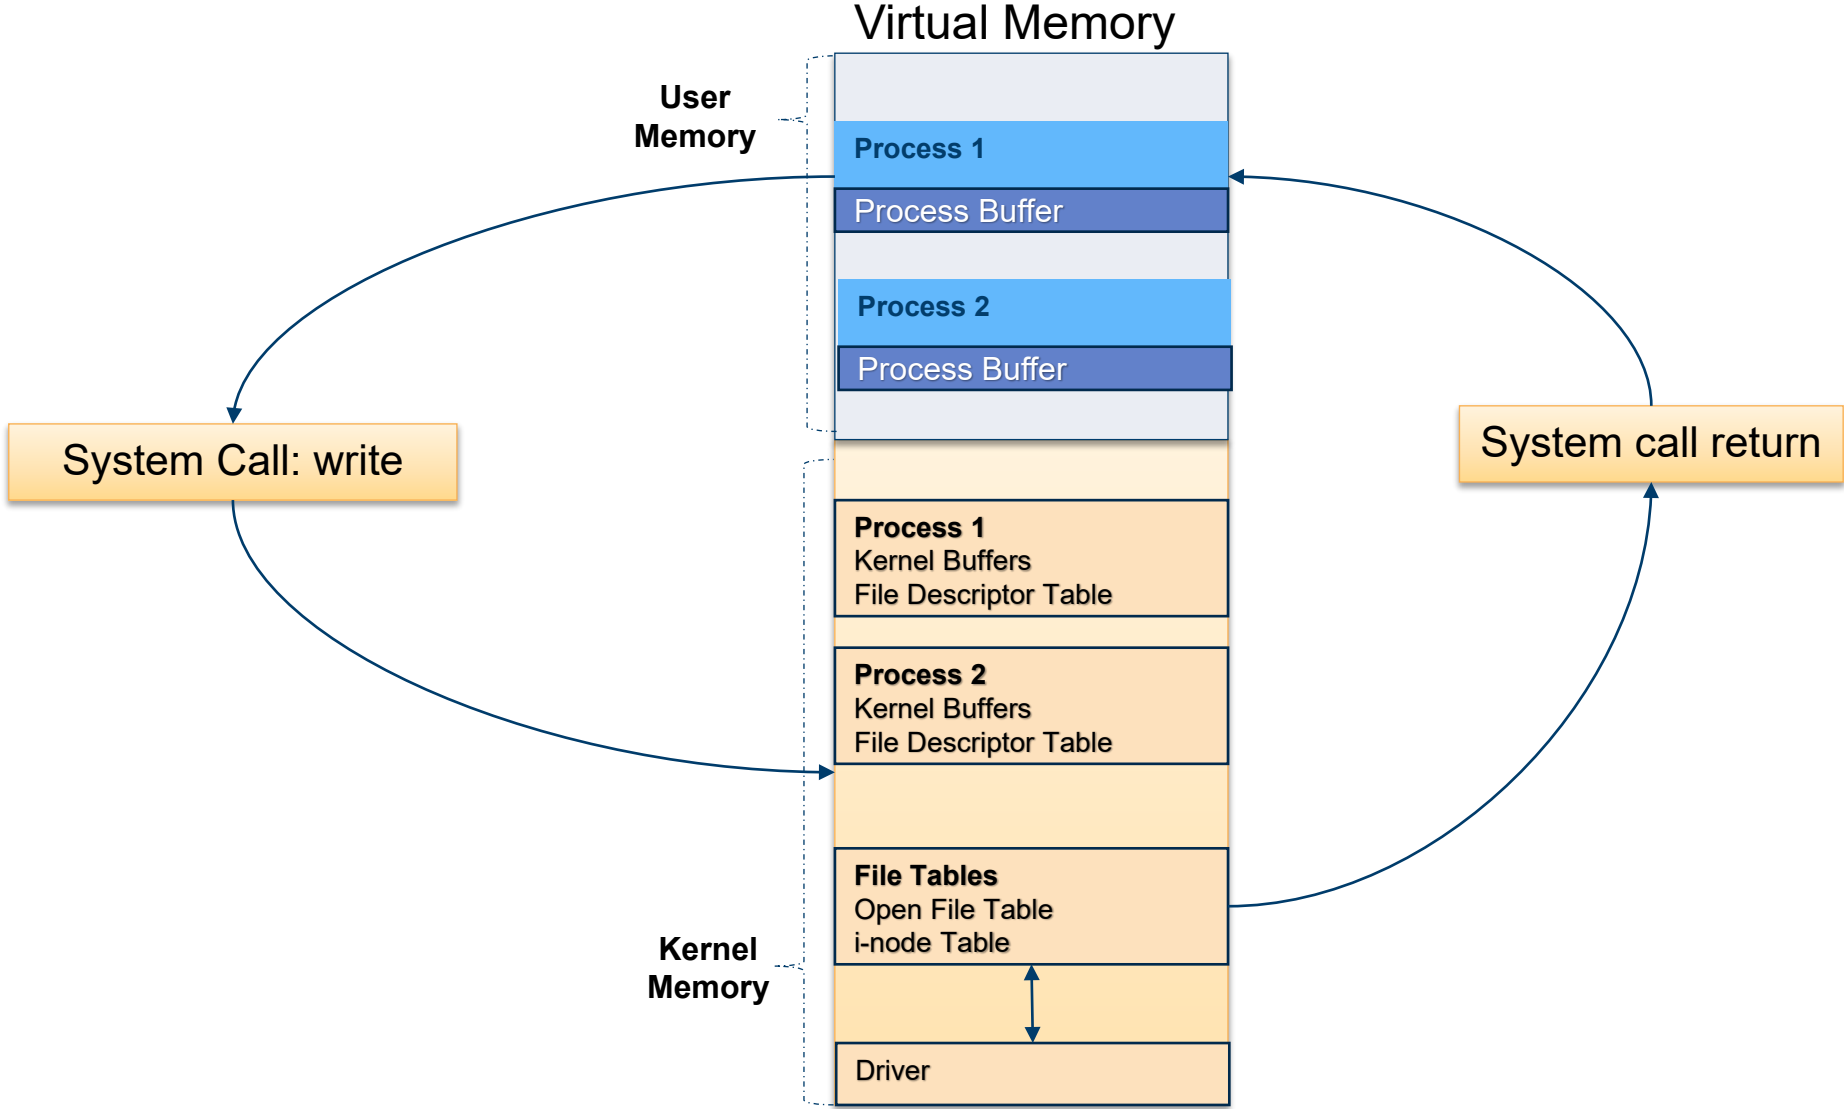 Virtual Memory
User
Memory
Process 1
Process Buffer
Process 2
Process Buffer
System Call: write
System call return
Process 1
Kernel Buffers
File Descriptor Table
Process 2
Kernel Buffers
File Descriptor Table
File Tables
Open File Table
i-node Table
Kernel
Memory
Driver